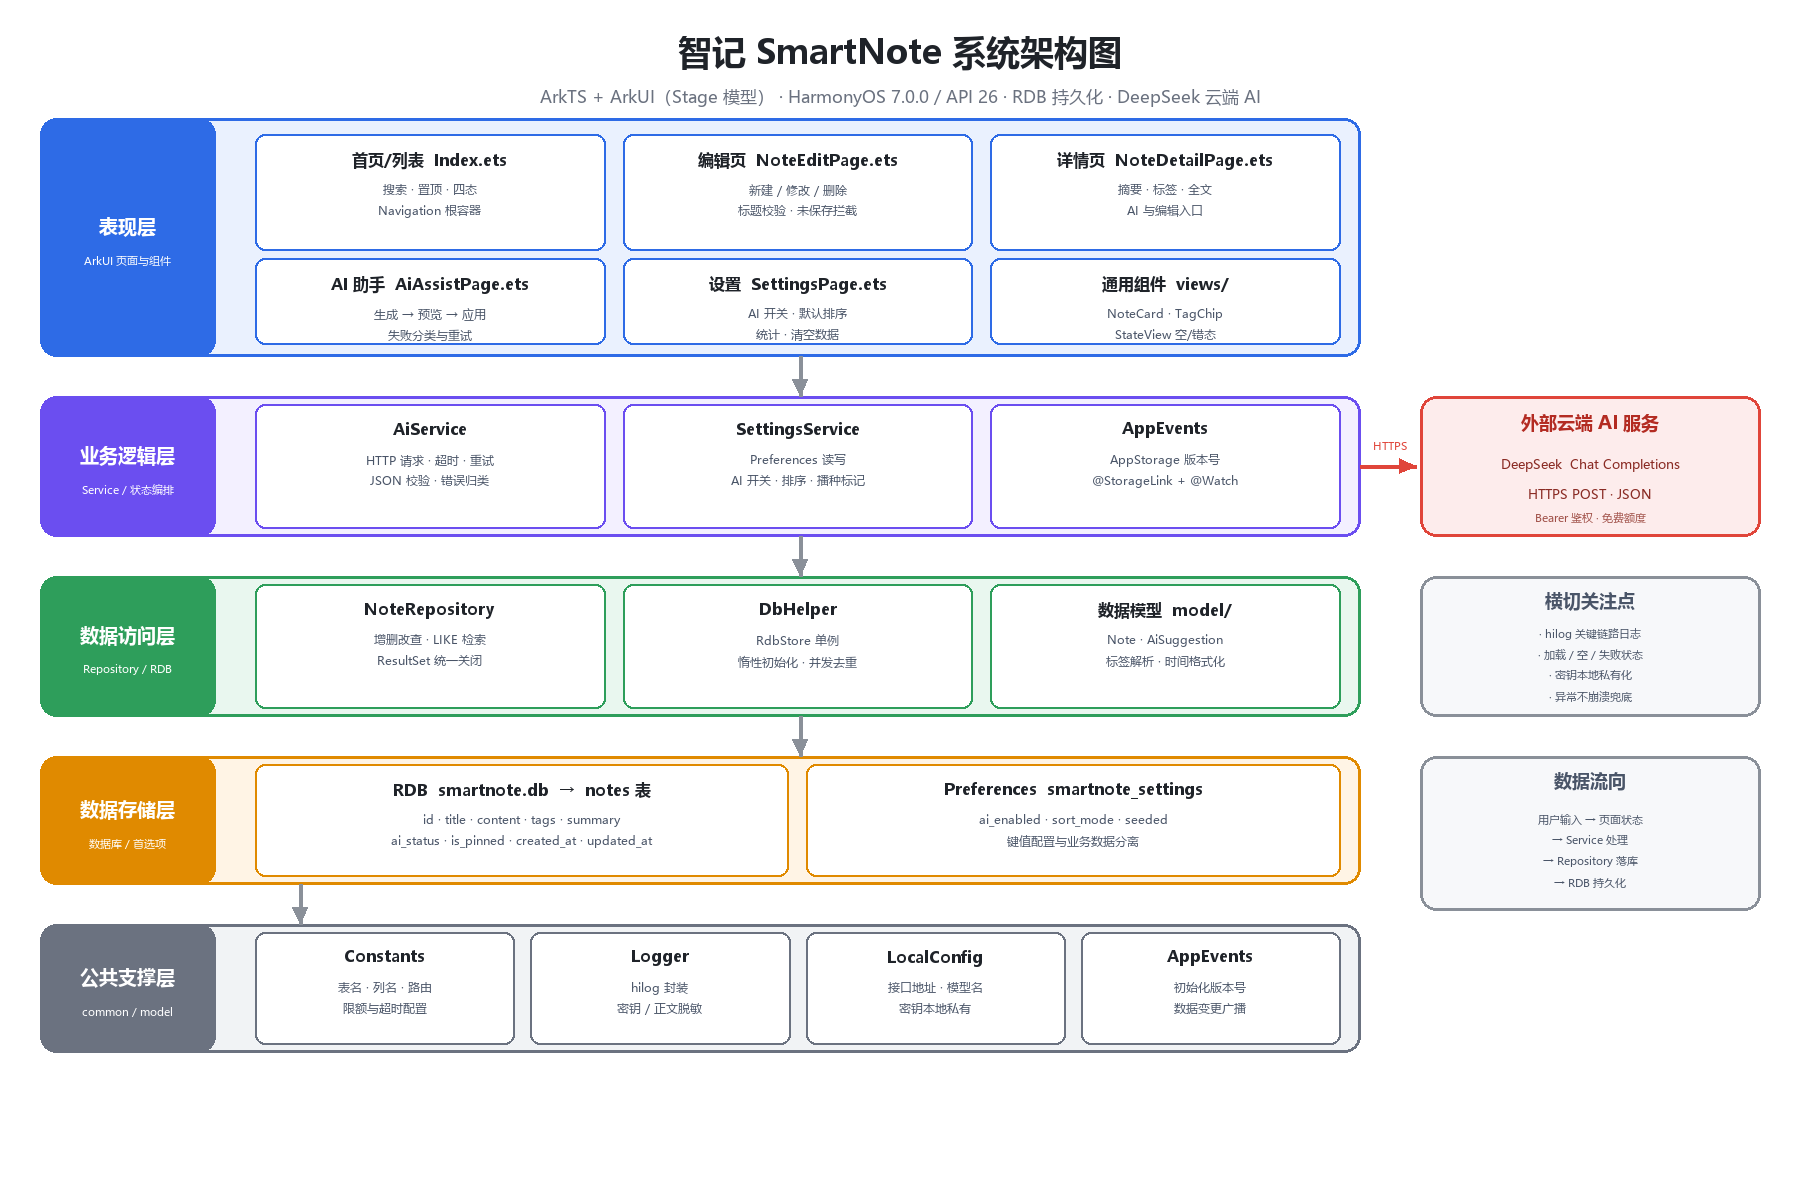 智记 SmartNote 系统架构图
ArkTS + ArkUI（Stage 模型） · HarmonyOS 7.0.0 / API 26 · RDB 持久化 · DeepSeek 云端 AI
表现层
ArkUI 页面与组件
首页/列表 Index.ets
搜索 · 置顶 · 四态
Navigation 根容器
编辑页 NoteEditPage.ets
新建 / 修改 / 删除
标题校验 · 未保存拦截
详情页 NoteDetailPage.ets
摘要 · 标签 · 全文
AI 与编辑入口
AI 助手 AiAssistPage.ets
生成 → 预览 → 应用
失败分类与重试
设置 SettingsPage.ets
AI 开关 · 默认排序
统计 · 清空数据
通用组件 views/
NoteCard · TagChip
StateView 空/错态
业务逻辑层
Service / 状态编排
AiService
HTTP 请求 · 超时 · 重试
JSON 校验 · 错误归类
SettingsService
Preferences 读写
AI 开关 · 排序 · 播种标记
AppEvents
AppStorage 版本号
@StorageLink + @Watch
HTTPS
外部云端 AI 服务
DeepSeek Chat Completions
HTTPS POST · JSON
Bearer 鉴权 · 免费额度
数据访问层
Repository / RDB
NoteRepository
增删改查 · LIKE 检索
ResultSet 统一关闭
DbHelper
RdbStore 单例
惰性初始化 · 并发去重
数据模型 model/
Note · AiSuggestion
标签解析 · 时间格式化
横切关注点
· hilog 关键链路日志
· 加载 / 空 / 失败状态
· 密钥本地私有化
· 异常不崩溃兜底
数据存储层
数据库 / 首选项
RDB smartnote.db → notes 表
id · title · content · tags · summary
ai_status · is_pinned · created_at · updated_at
Preferences smartnote_settings
ai_enabled · sort_mode · seeded
键值配置与业务数据分离
数据流向
用户输入 → 页面状态
→ Service 处理
→ Repository 落库
→ RDB 持久化
公共支撑层
common / model
Constants
表名 · 列名 · 路由
限额与超时配置
Logger
hilog 封装
密钥 / 正文脱敏
LocalConfig
接口地址 · 模型名
密钥本地私有
AppEvents
初始化版本号
数据变更广播